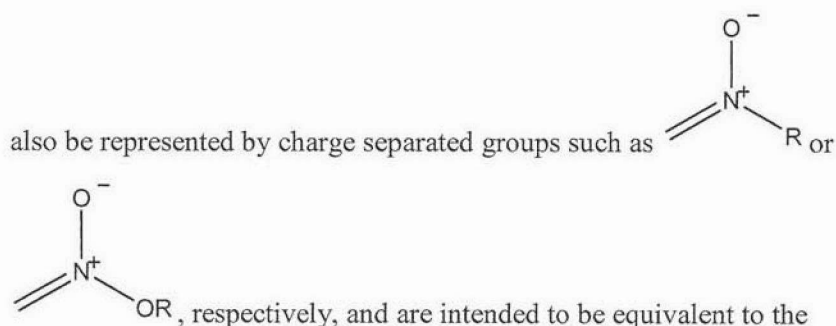 O⁻
N⁺
R
also be represented by charge separated groups such as or
O⁻
N⁺
OR
, respectively, and are intended to be equivalent to the